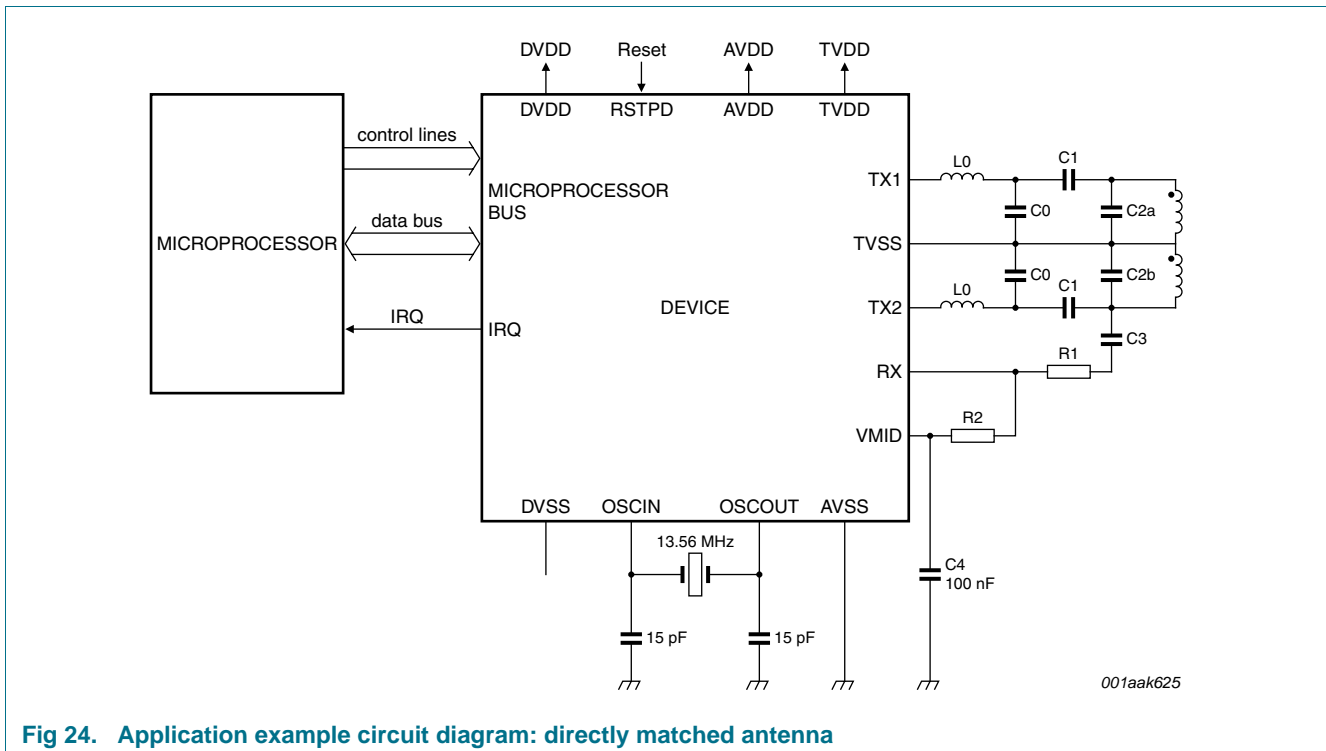 DVDD Reset AVDD TVDD
DVDD RSTPD AVDD TVDD
control lines
MICROPROCESSOR
BUS
data bus
MICROPROCESSOR
IRQ
IRQ
DEVICE
TX1
L0
C1
C0
C2a
TVSS
C0
C2b
L0
C1
TX2
C3
R1
RX
R2
VMID
DVSS OSCIN OSCOUT AVSS
13.56 MHz
C4
100 nF
15 pF 15 pF
001aak625
Fig 24. Application example circuit diagram: directly matched antenna